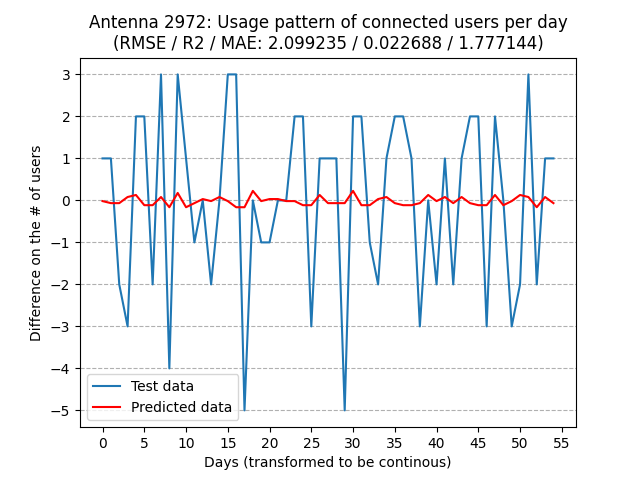 Antenna 2972: Usage pattern of connected users per day
(RMSE / R2 / MAE: 2.099235 / 0.022688 / 1.777144)
Difference on the # of users
3
2
1
0
−1
−2
−3
−4
−5
Test data
Predicted data
0 5 10 15 20 25 30 35 40 45 50 55
Days (transformed to be continous)